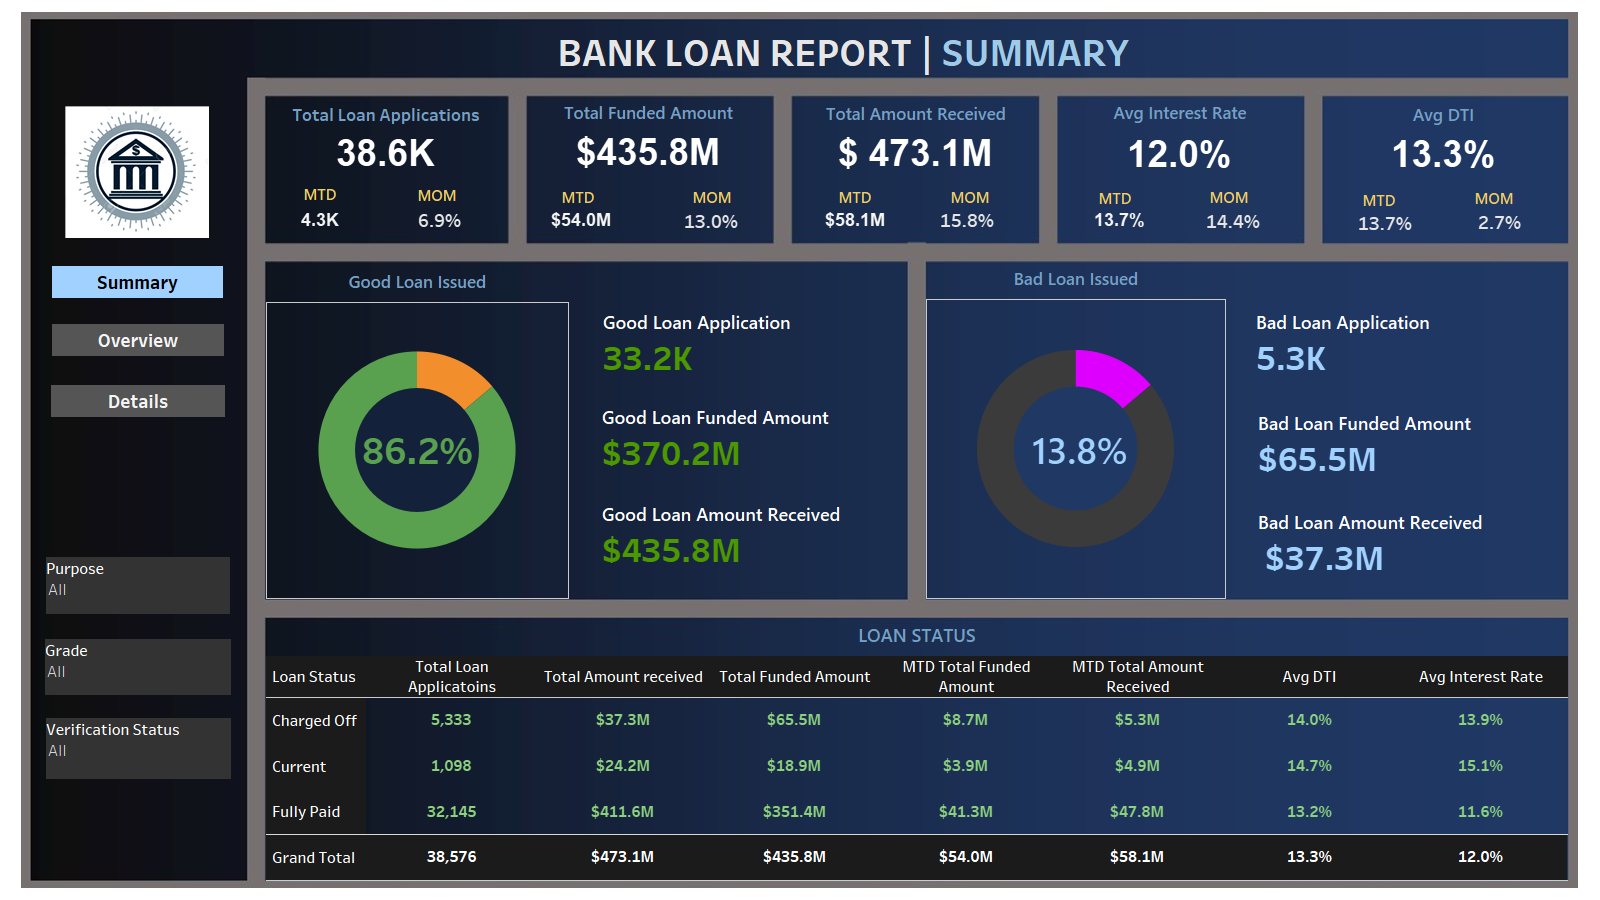 BANK LOAN REPORT | SUMMARY
$
Summary
Overview
Details
Purpose
All
Grade
All
Verification Status
All
Total Loan Applications
38.6K
MTD MOM
4.3K 6.9%
Total Funded Amount
$435.8M
MTD MOM
$54.0M 13.0%
Total Amount Received
$ 473.1M
MTD MOM
$58.1M 15.8%
Avg Interest Rate
12.0%
MTD MOM
13.7% 14.4%
Avg DTI
13.3%
MTD MOM
13.7% 2.7%
Good Loan Issued
86.2%
Good Loan Application
33.2K
Good Loan Funded Amount
$370.2M
Good Loan Amount Received
$435.8M
Bad Loan Issued
13.8%
Bad Loan Application
5.3K
Bad Loan Funded Amount
$65.5M
Bad Loan Amount Received
$37.3M
LOAN STATUS
Loan Status Total Loan Applicatoins Total Amount received Total Funded Amount MTD Total Funded Amount MTD Total Amount Received Avg DTI Avg Interest Rate
Charged Off 5,333 $37.3M $65.5M $8.7M $5.3M 14.0% 13.9%
Current 1,098 $24.2M $18.9M $3.9M $4.9M 14.7% 15.1%
Fully Paid 32,145 $411.6M $351.4M $41.3M $47.8M 13.2% 11.6%
Grand Total 38,576 $473.1M $435.8M $54.0M $58.1M 13.3% 12.0%